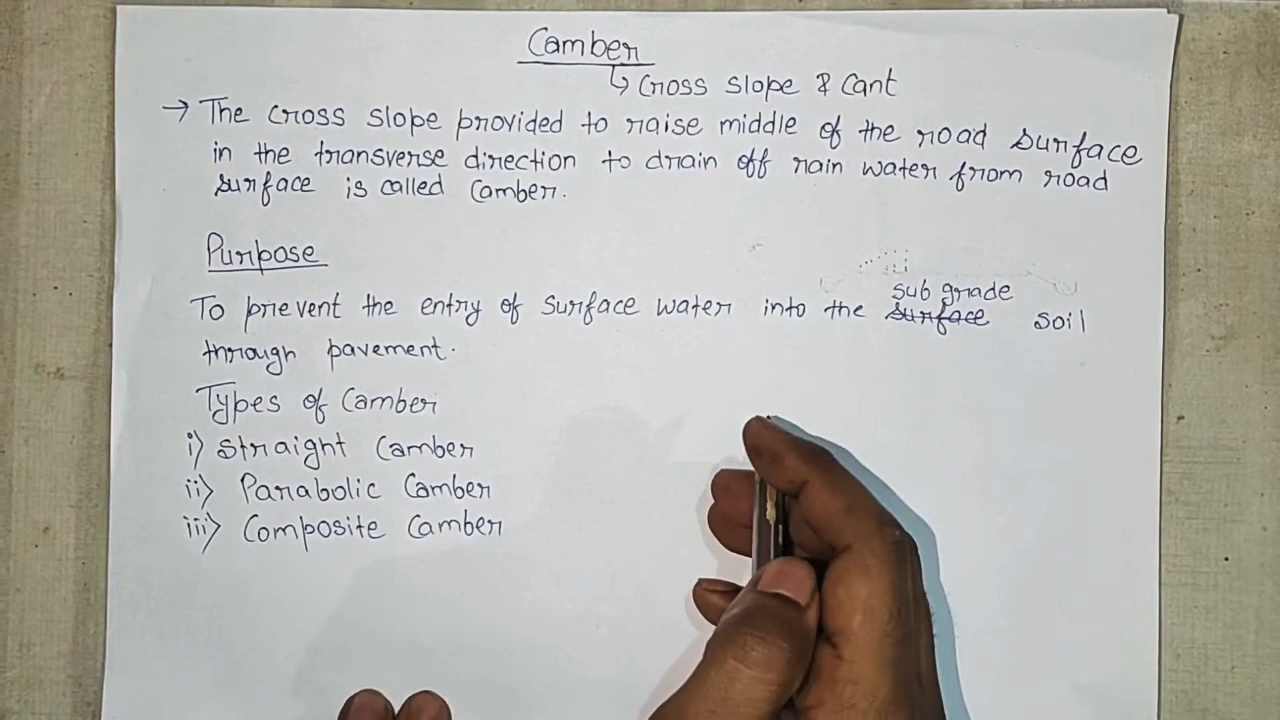 Camber
↳ Cross slope & Cant
→ The cross slope provided to raise middle of the road surface
in the transverse direction to drain off rain water from road
surface is called Camber.
Purpose
To prevent the entry of surface water into the ~~surface~~ sub grade soil
through pavement.
Types of Camber
i) Straight Camber
ii) Parabolic Camber
iii) Composite Camber